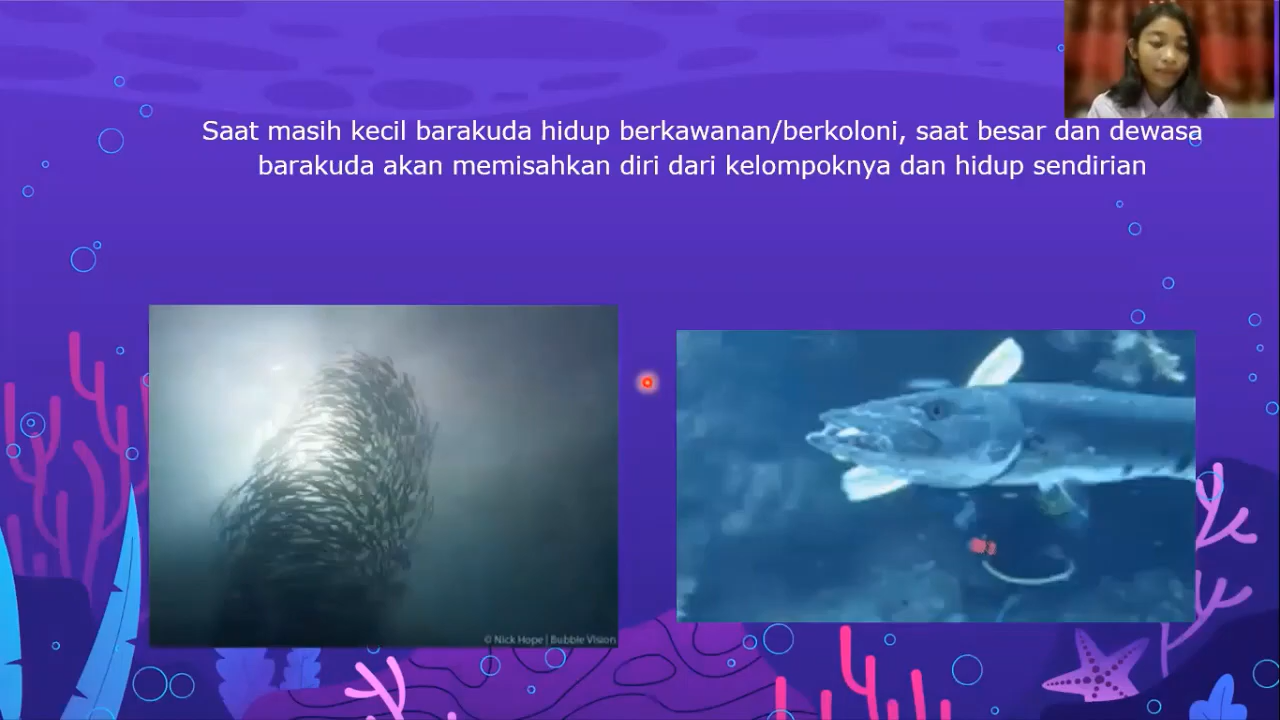 Saat masih kecil barakuda hidup berkawanan/berkoloni, saat besar dan dewasa
barakuda akan memisahkan diri dari kelompoknya dan hidup sendirian
© Nick Hope | Bubble Vision